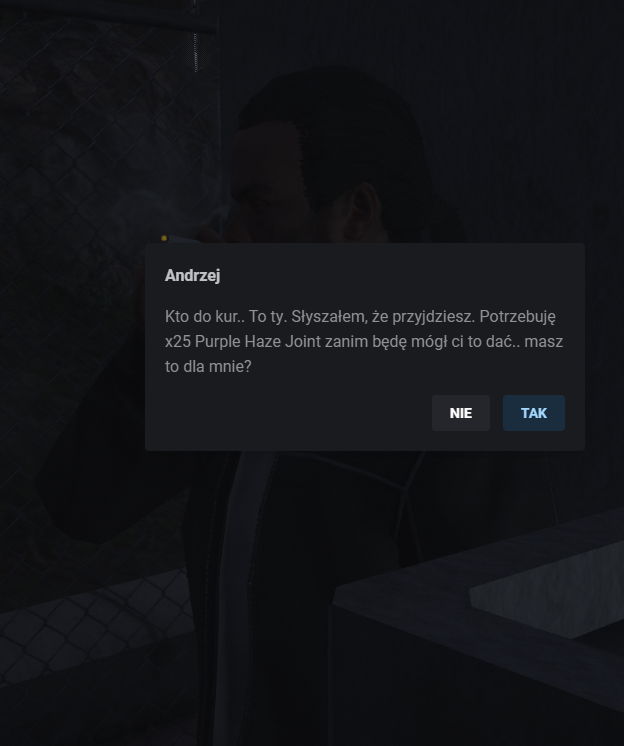 Andrzej
Kto do kur.. To ty. Słyszałem, że przyjdziesz. Potrzebuję
x25 Purple Haze Joint zanim będę mógł ci to dać.. masz
to dla mnie?
NIE TAK